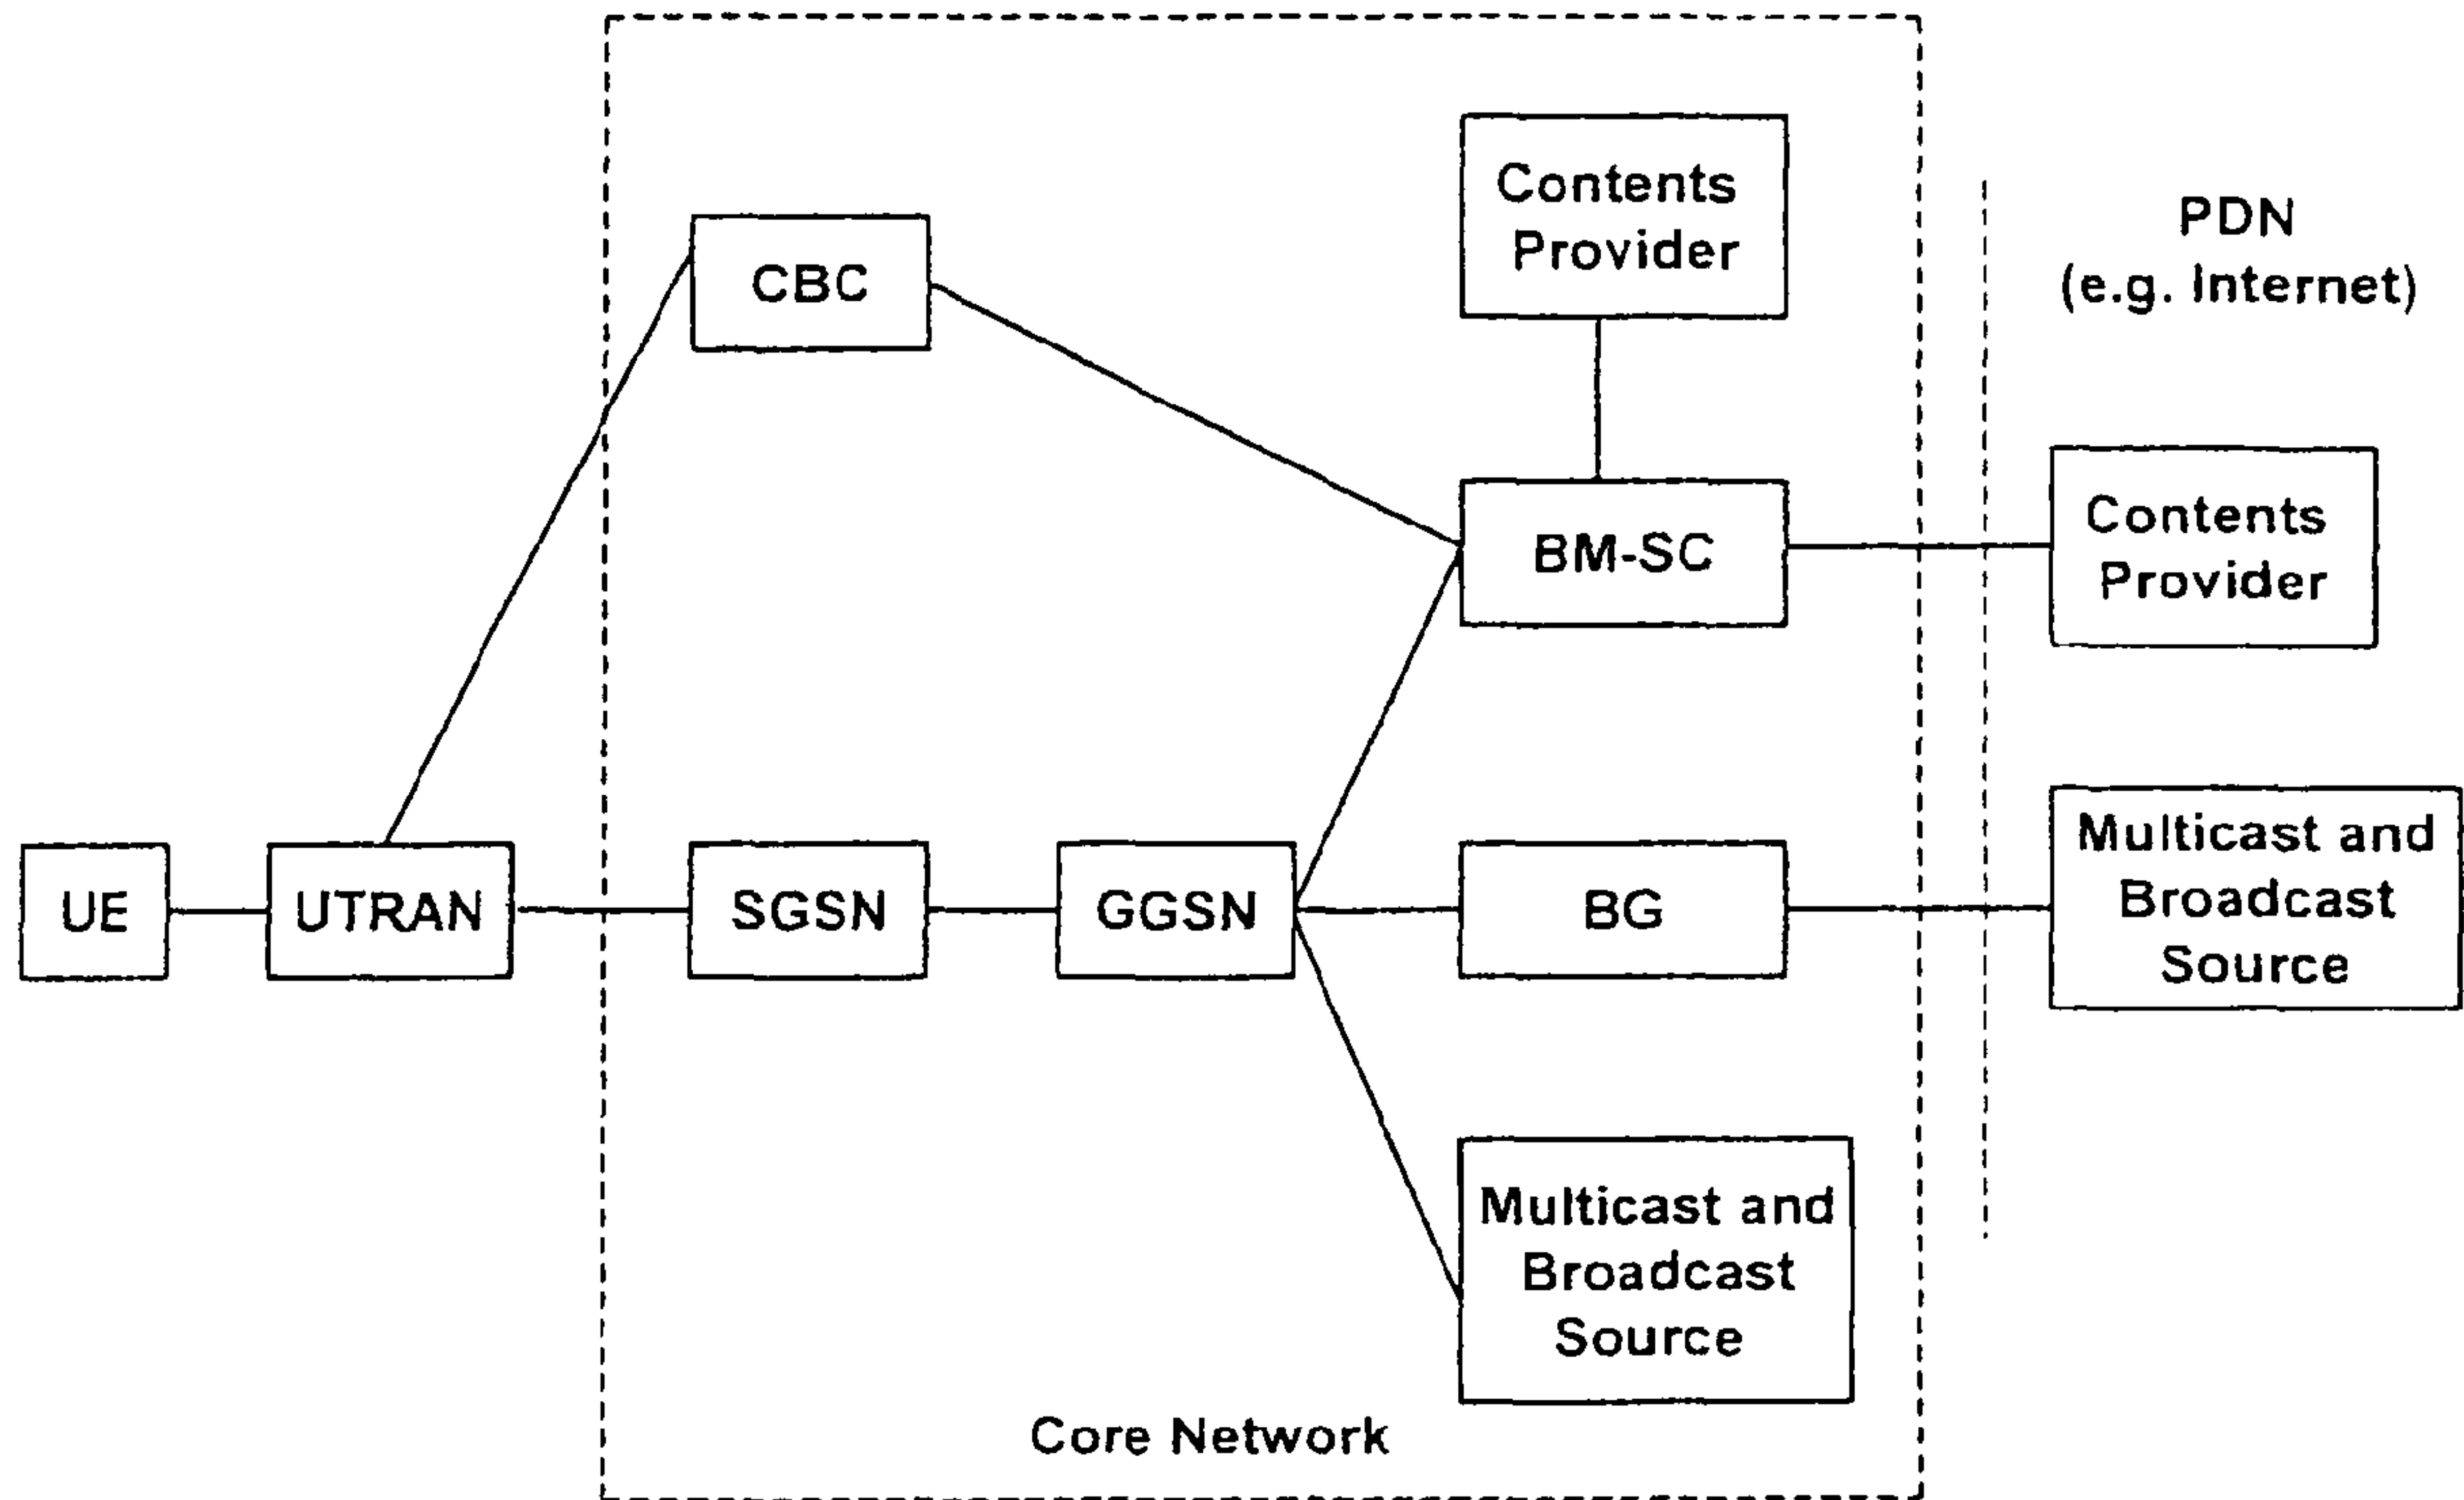 Contents
Provider
PDN
(e.g. Internet)
CBC
Contents
Provider
BM-SC
Multicast and
Broadcast
Source
UE
UTRAN
SGSN
GGSN
BG
Multicast and
Broadcast
Source
Core Network